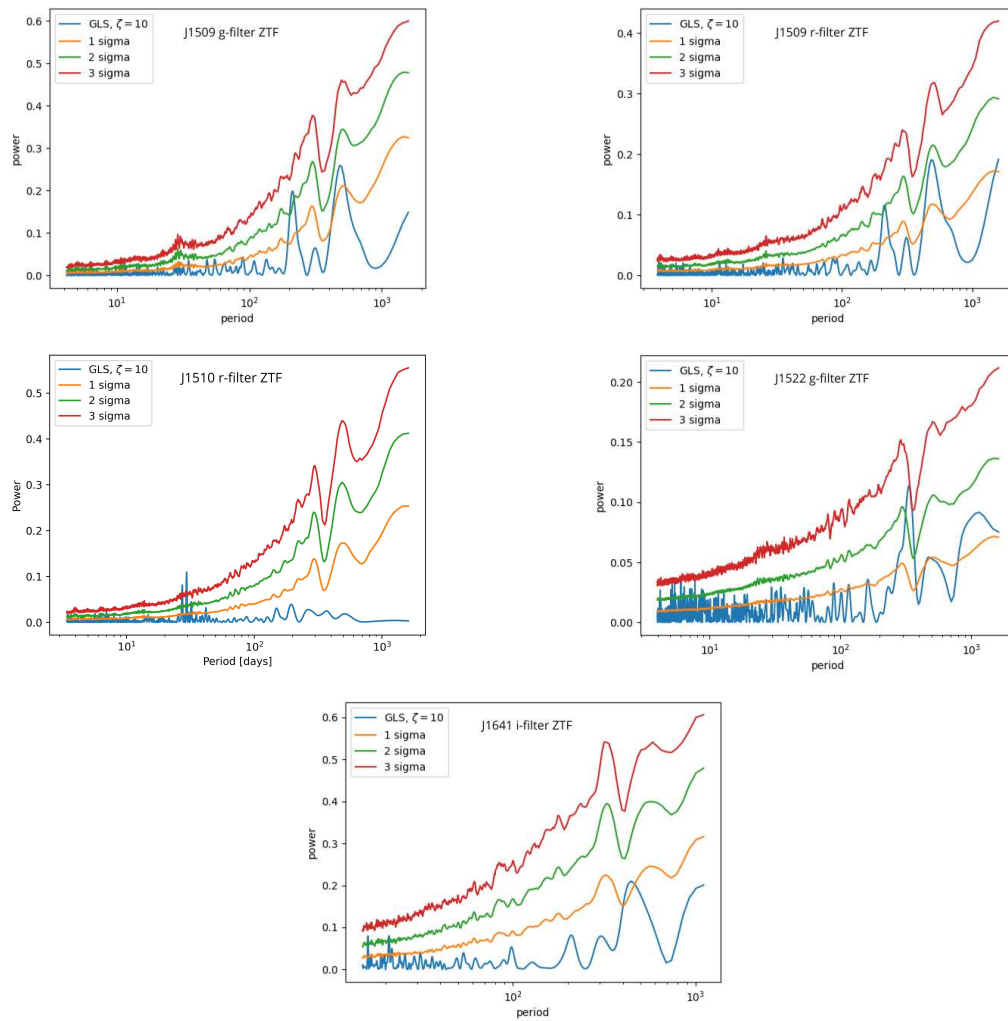 J1509 g-filter ZTF
GLS, ζ = 10
1 sigma
2 sigma
3 sigma
power
0.6
0.5
0.4
0.3
0.2
0.1
0.0
10¹
10²
10³
period
J1509 r-filter ZTF
GLS, ζ = 10
1 sigma
2 sigma
3 sigma
power
0.4
0.3
0.2
0.1
0.0
10¹
10²
10³
period
J1510 r-filter ZTF
GLS, ζ = 10
1 sigma
2 sigma
3 sigma
Power
0.5
0.4
0.3
0.2
0.1
0.0
10¹
10²
10³
Period [days]
J1522 g-filter ZTF
GLS, ζ = 10
1 sigma
2 sigma
3 sigma
power
0.20
0.15
0.10
0.05
0.00
10¹
10²
10³
period
J1641 i-filter ZTF
GLS, ζ = 10
1 sigma
2 sigma
3 sigma
power
0.6
0.5
0.4
0.3
0.2
0.1
0.0
10²
10³
period